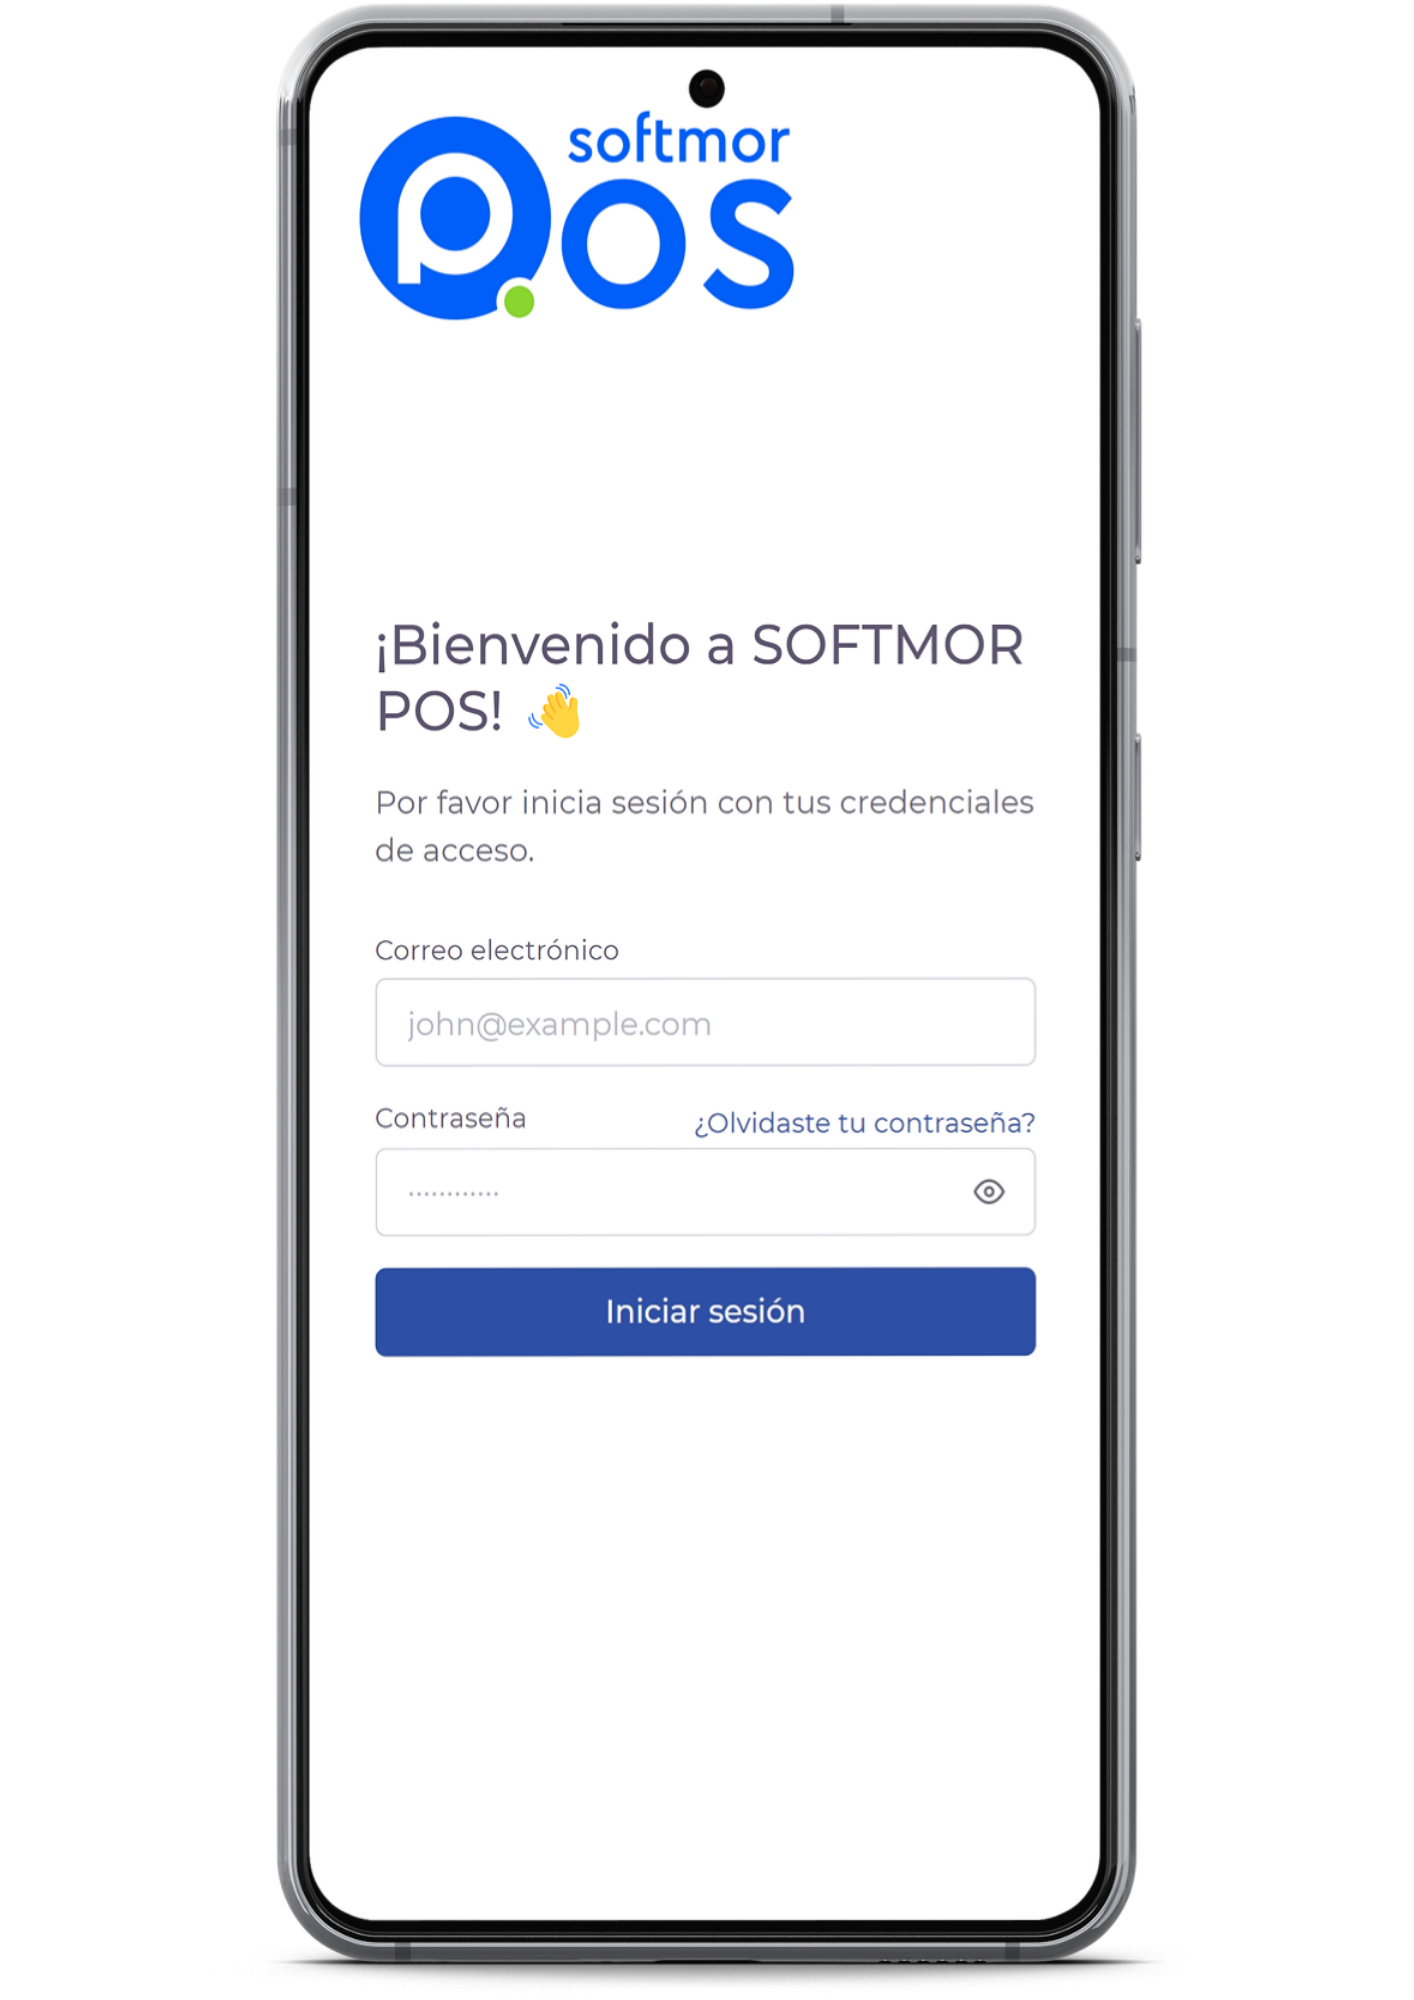 softmor
POS
¡Bienvenido a SOFTMOR
POS! 👋
Por favor inicia sesión con tus credenciales
de acceso.
Correo electrónico
john@example.com
Contraseña
¿Olvidaste tu contraseña?
············
Iniciar sesión